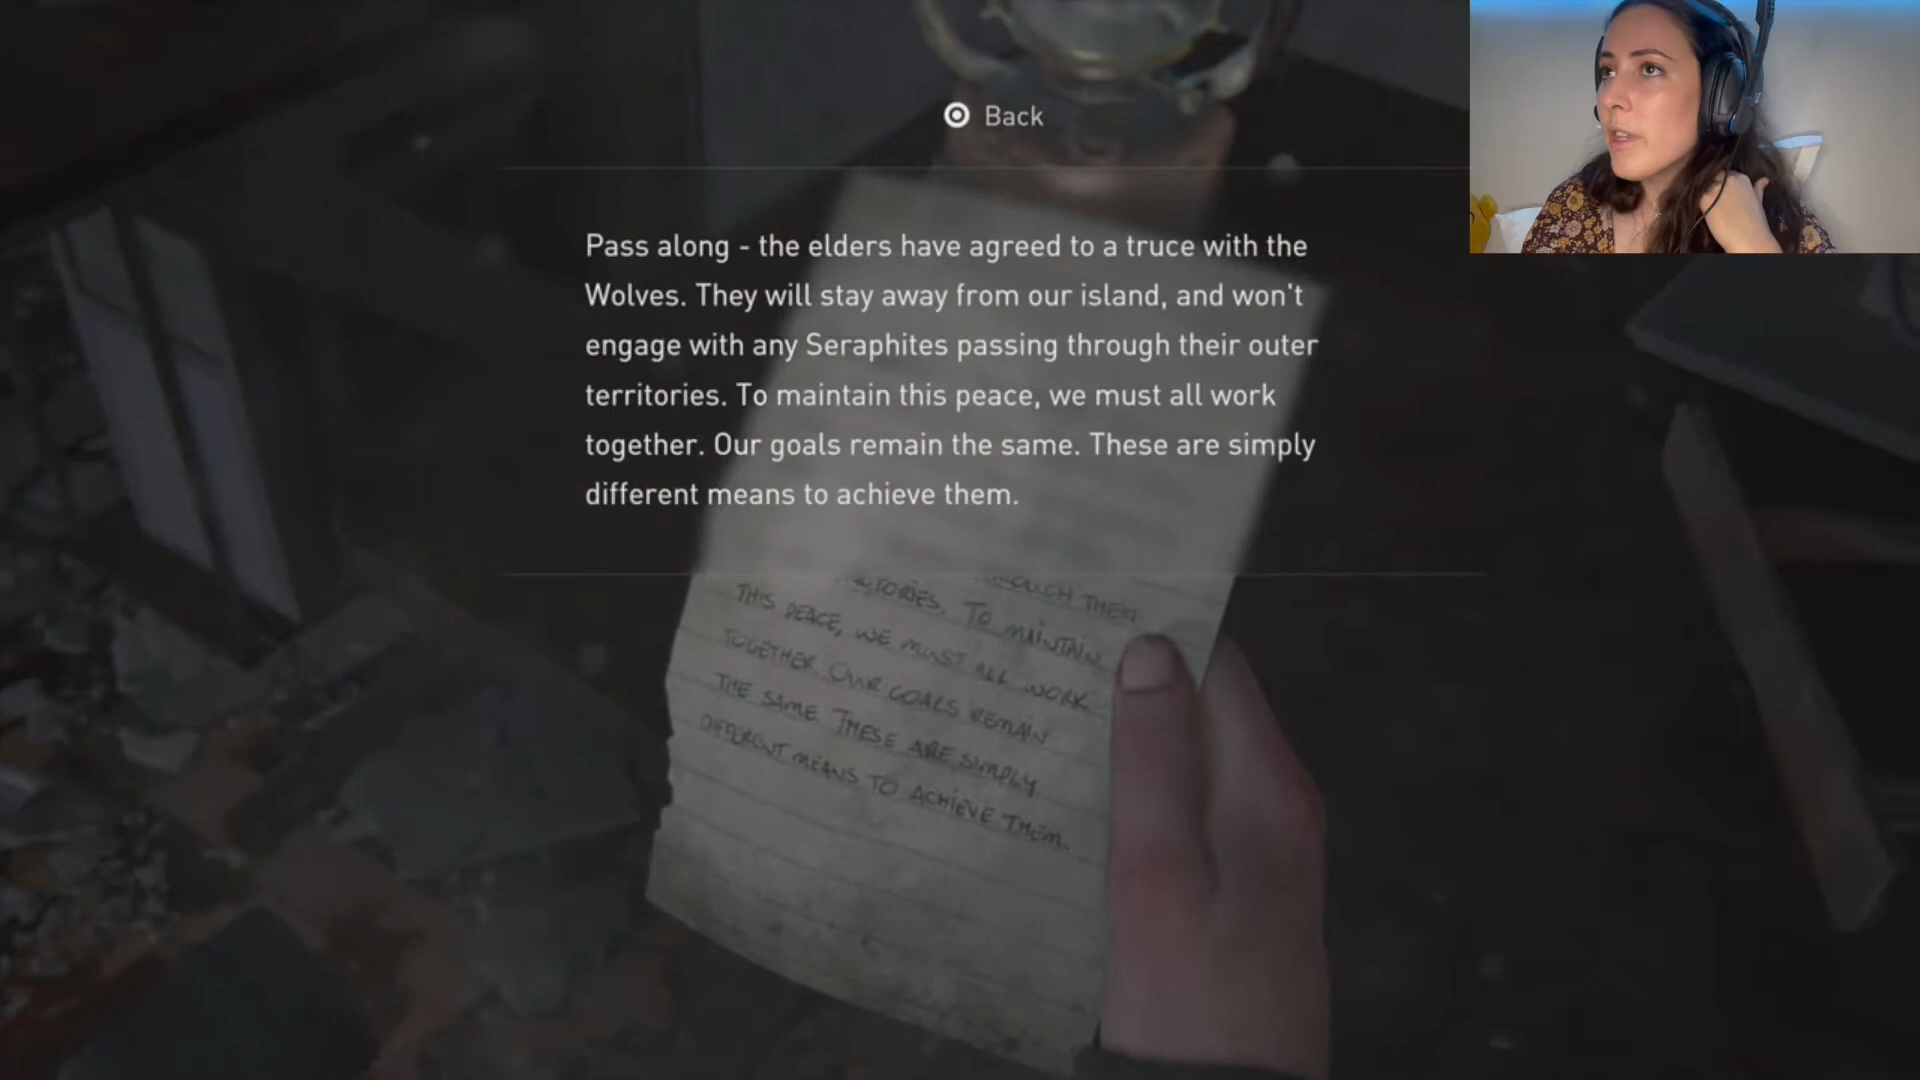 Back
Pass along - the elders have agreed to a truce with the
Wolves. They will stay away from our island, and won't
engage with any Seraphites passing through their outer
territories. To maintain this peace, we must all work
together. Our goals remain the same. These are simply
different means to achieve them.
THEIR
TO MAINTAIN
THIS PEACE, WE MUST ALL WORK
TOGETHER. OUR GOALS REMAIN
THE SAME. THESE ARE SIMPLY
DIFFERENT MEANS TO ACHIEVE THEM.